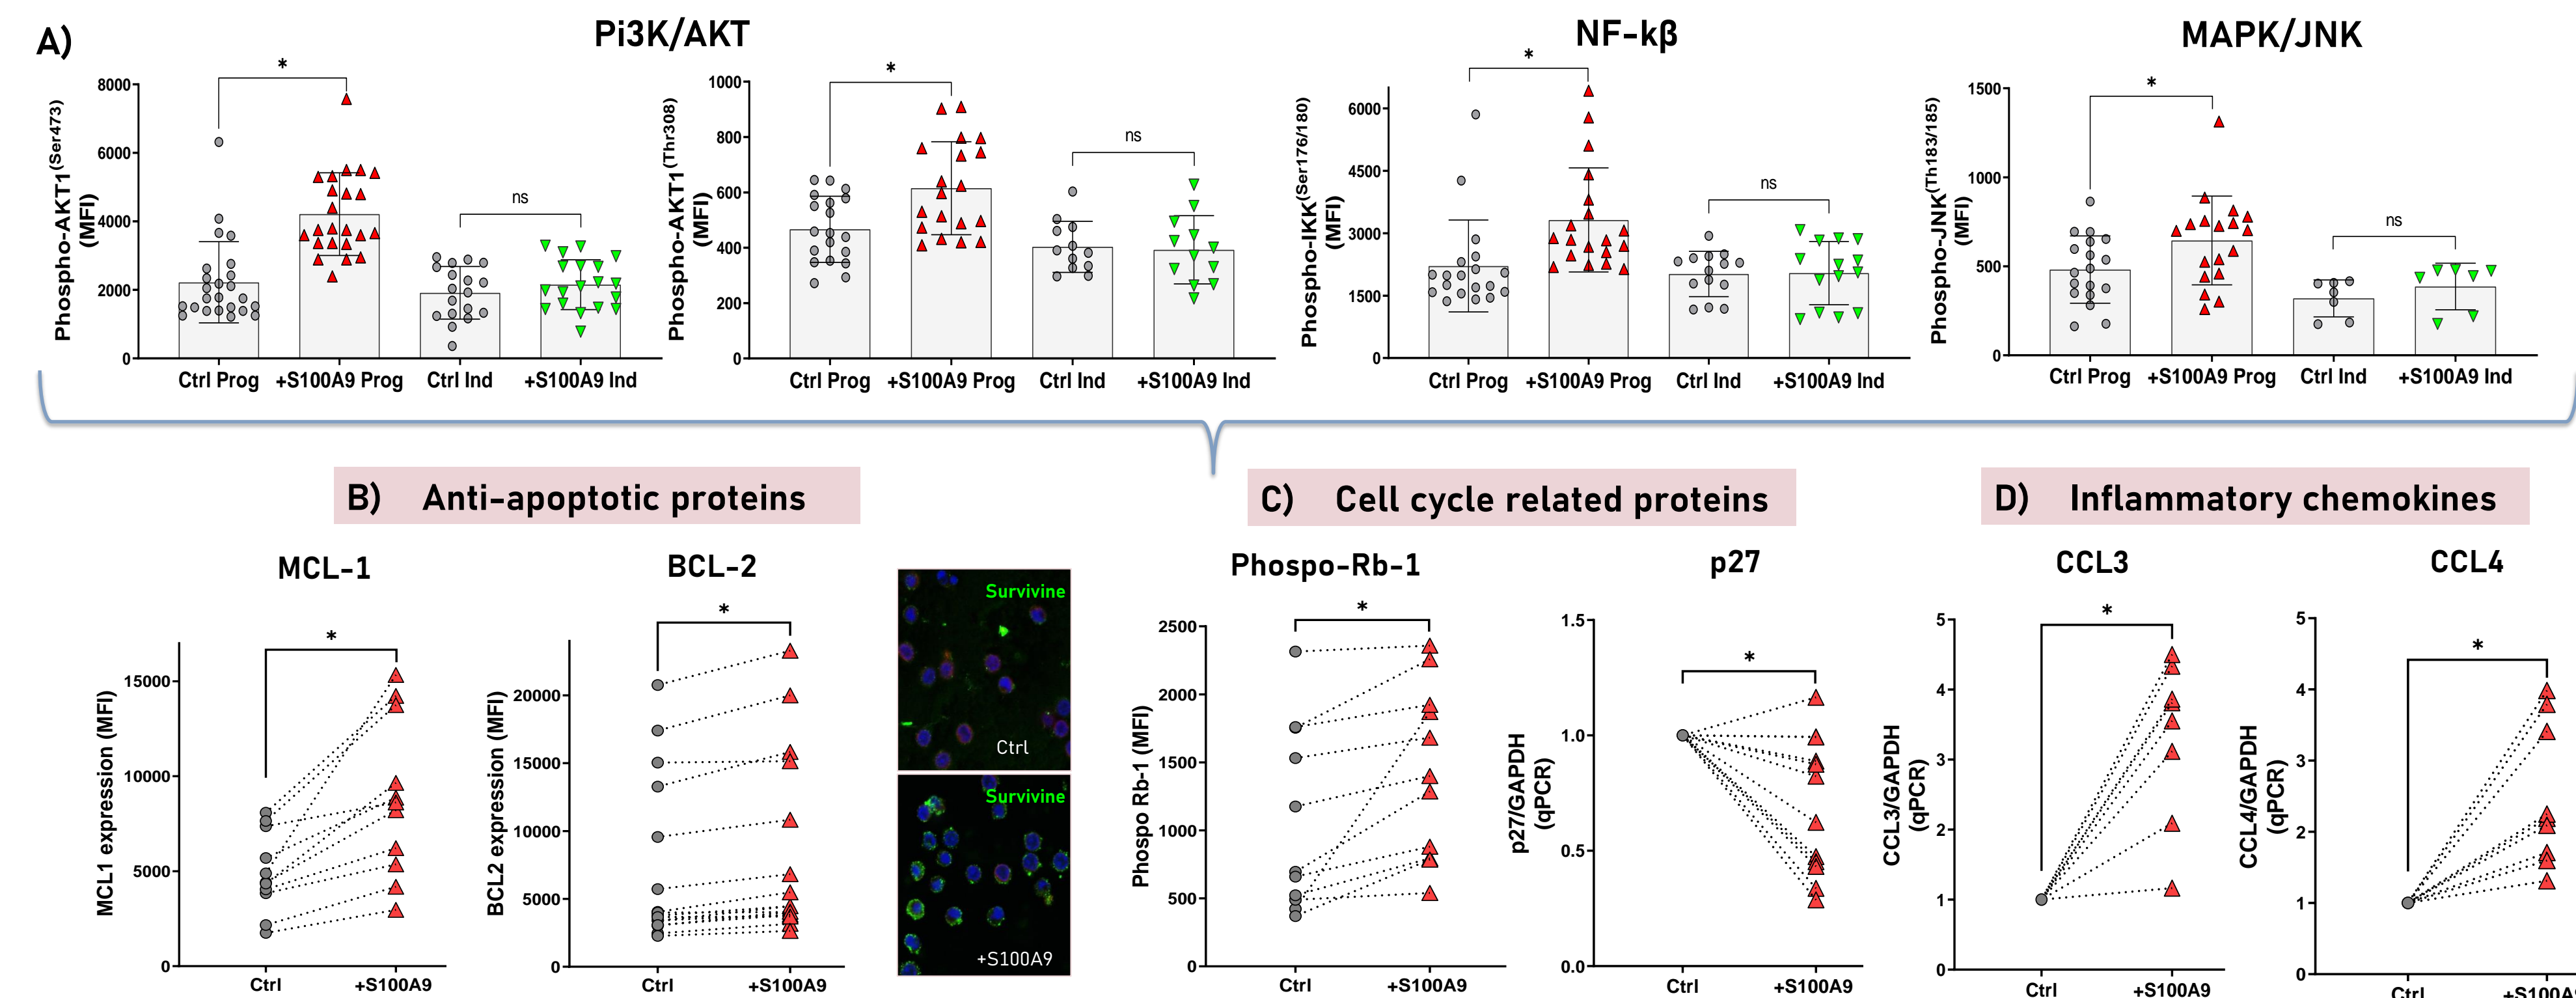 A)
Pi3K/AKT
NF-kβ
MAPK/JNK
Phospho-AKT1(Ser473)
(MFI)
8000
6000
4000
2000
0
*
ns
Ctrl Prog
+S100A9 Prog
Ctrl Ind
+S100A9 Ind
Phospho-AKT1(Thr308)
(MFI)
1000
800
600
400
200
0
*
ns
Ctrl Prog
+S100A9 Prog
Ctrl Ind
+S100A9 Ind
Phospho-IKK(Ser176/180)
(MFI)
6000
4500
3000
1500
0
*
ns
Ctrl Prog
+S100A9 Prog
Ctrl Ind
+S100A9 Ind
Phospho-JNK(Th183/185)
(MFI)
1500
1000
500
0
*
ns
Ctrl Prog
+S100A9 Prog
Ctrl Ind
+S100A9 Ind
B) Anti-apoptotic proteins
C) Cell cycle related proteins
D) Inflammatory chemokines
MCL-1
MCL1 expression (MFI)
15000
10000
5000
0
*
Ctrl
+S100A9
BCL-2
BCL2 expression (MFI)
20000
15000
10000
5000
0
*
Ctrl
+S100A9
Survivine
Ctrl
Survivine
+S100A9
Phospo-Rb-1
Phospo Rb-1 (MFI)
2500
2000
1500
1000
500
0
*
Ctrl
+S100A9
p27
p27/GAPDH
(qPCR)
1.5
1.0
0.5
0.0
*
Ctrl
+S100A9
CCL3
CCL3/GAPDH
(qPCR)
5
4
3
2
1
0
*
Ctrl
+S100A9
CCL4
CCL4/GAPDH
(qPCR)
5
4
3
2
1
0
*
Ctrl
+S100A9